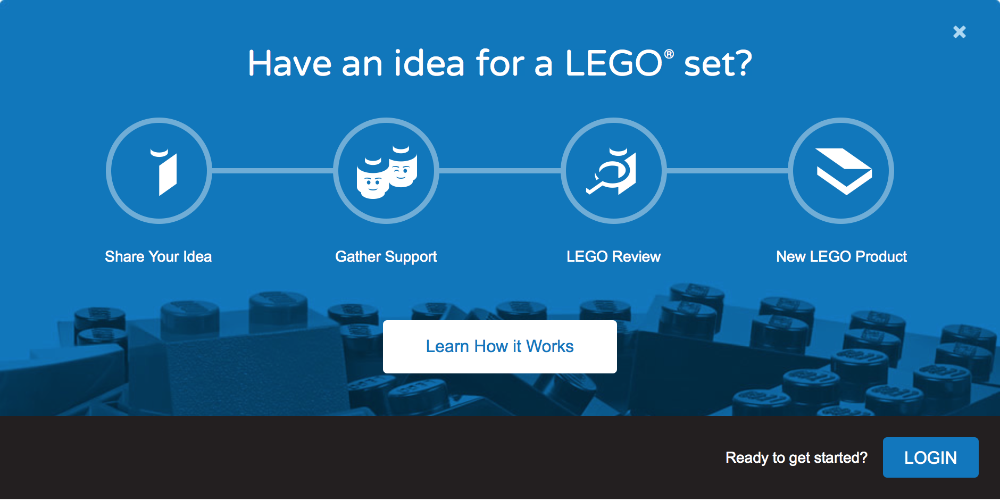 Have an idea for a LEGO® set?
Share Your Idea
Gather Support
LEGO Review
New LEGO Product
Learn How it Works
Ready to get started?
LOGIN